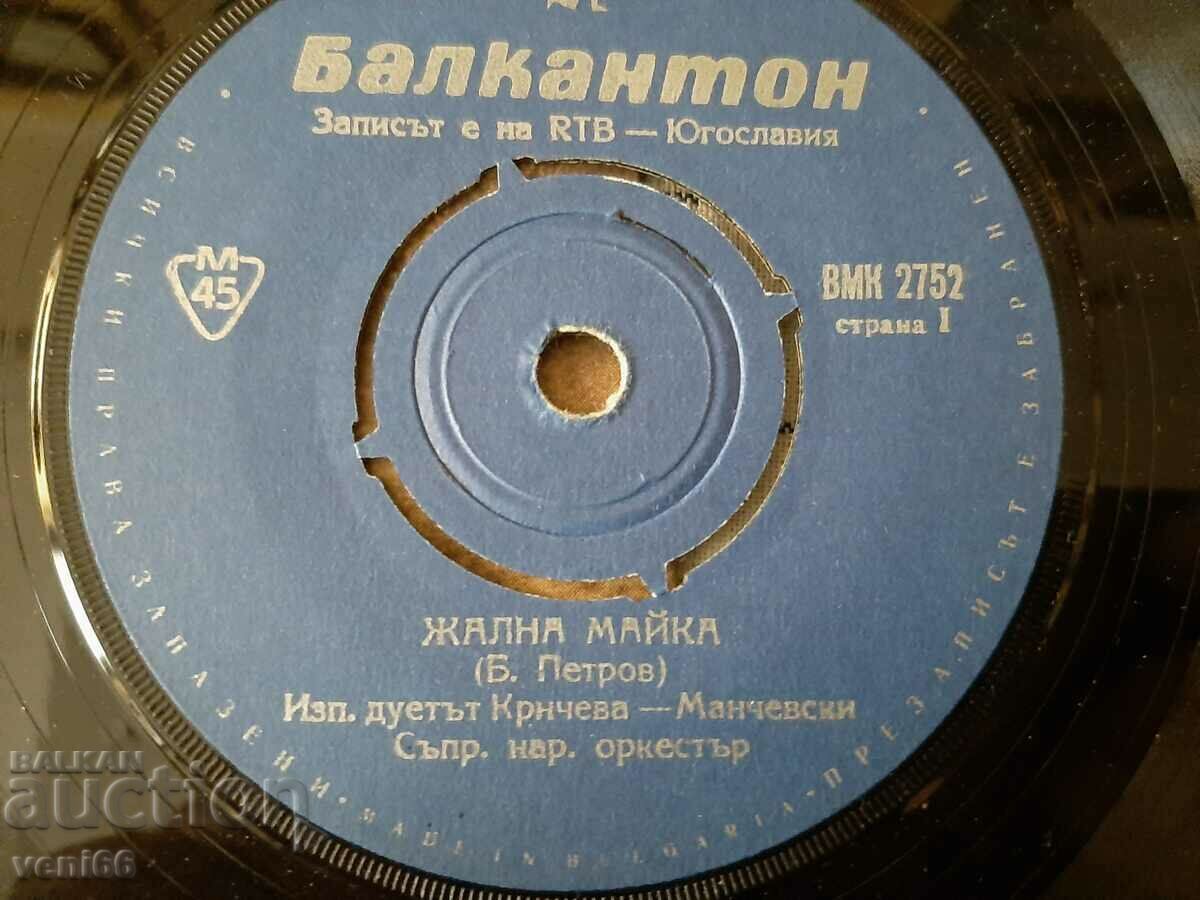 Балкантон
Записът е на RTB — Югославия
М
45
ВМК 2752
страна I
ЖАЛНА МАЙКА
(Б. Петров)
Изп. дуетът Кричева — Манчевски
Съпр. нар. оркестър
ВСИЧКИ ПРАВА ЗАПАЗЕНИ · MADE IN BULGARIA · ПРЕЗАПИСЪТ Е ЗАБРАНЕН ·
BALKAN
auction
veni66